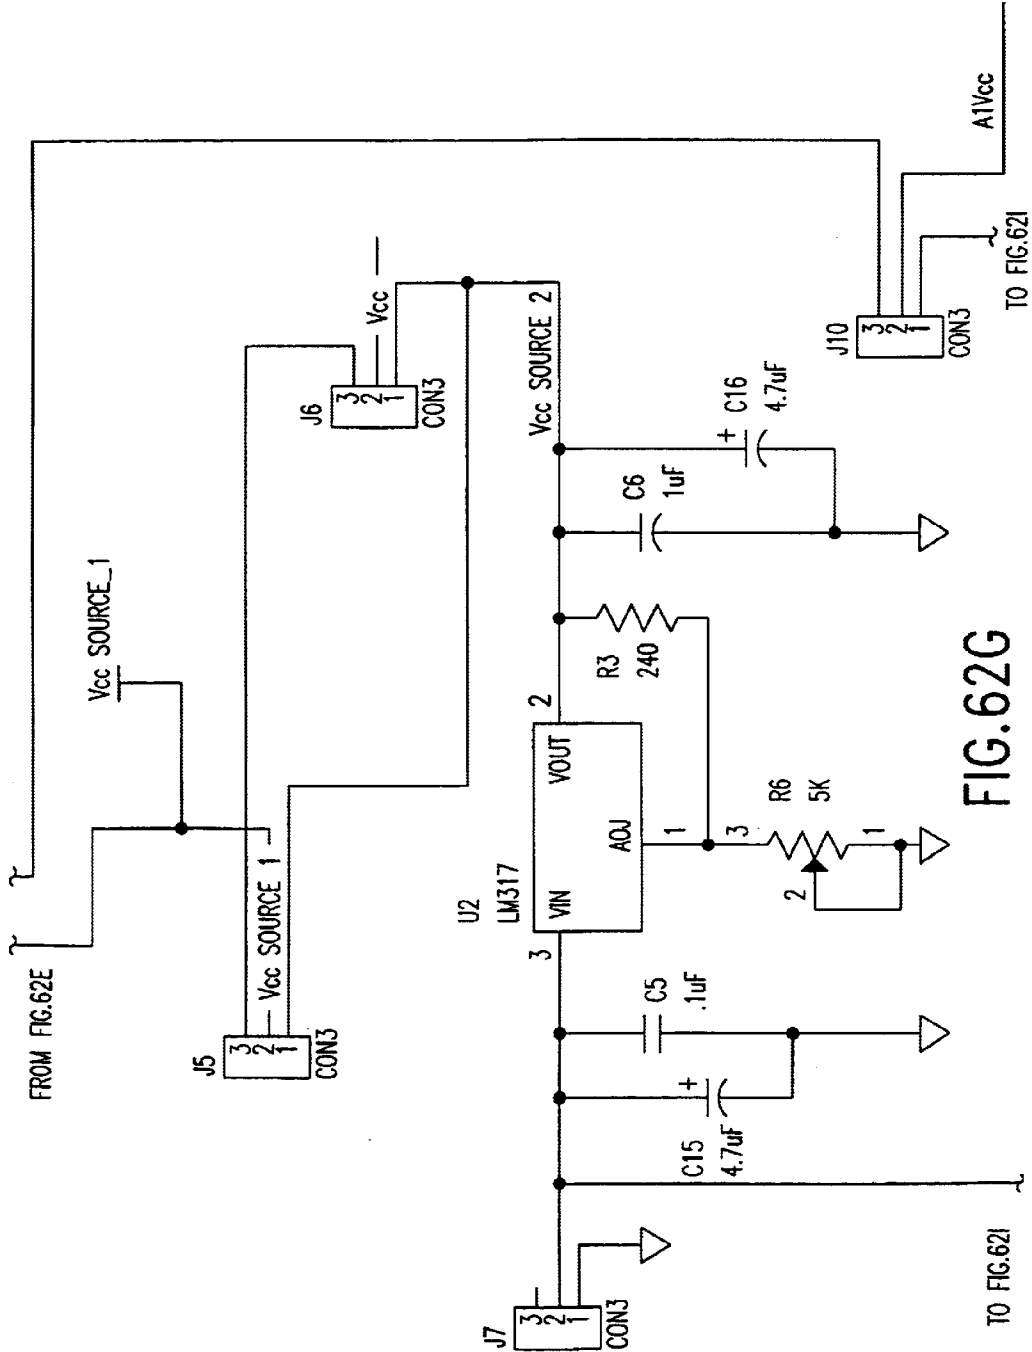 FROM FIG.62E
Vcc SOURCE_1
J5
3
2
1
CON3
Vcc SOURCE 1
J6
3
2
1
CON3
Vcc
A1Vcc
J10
3
2
1
CON3
TO FIG.62I
Vcc SOURCE 2
U2
LM317
3
VIN
VOUT
2
AOJ
1
R3
240
C6
1uF
+
C16
4.7uF
C5
.1uF
+
C15
4.7uF
3
R6
5K
2
1
J7
3
2
1
CON3
TO FIG.62I
FIG.62G